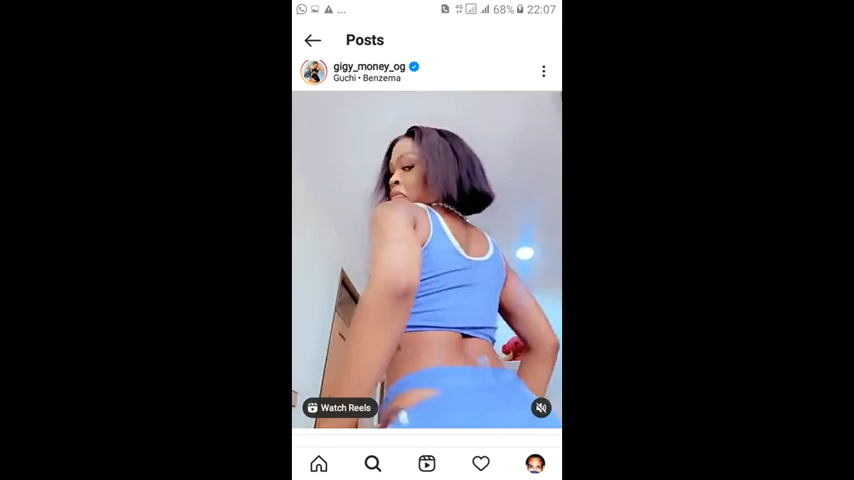 ... 68% 22:07
Posts
gigy_money_og
Guchi • Benzema
Watch Reels